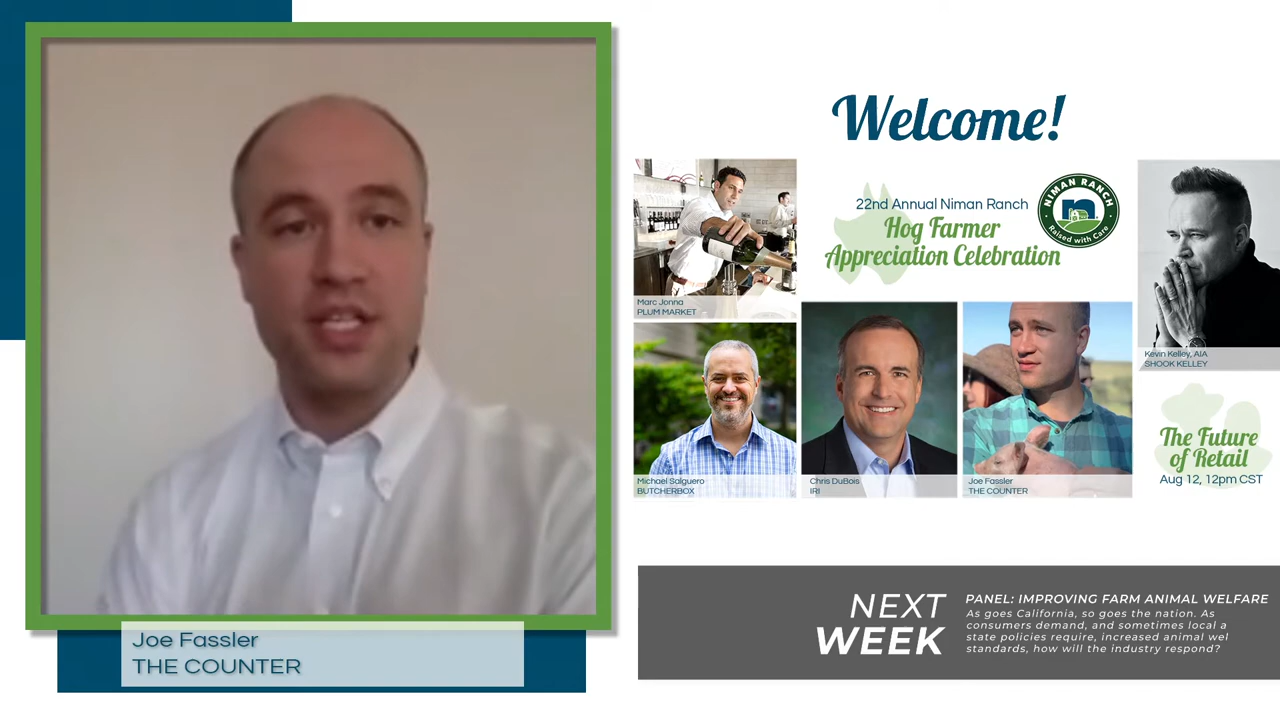 Joe Fassler
THE COUNTER
Welcome!
22nd Annual Niman Ranch
Hog Farmer
Appreciation Celebration
NIMAN RANCH
n
Raised with Care
Marc Jonna
PLUM MARKET
Michael Salguero
BUTCHERBOX
Chris DuBois
IRI
Joe Fassler
THE COUNTER
Kevin Kelley, AIA
SHOOK KELLEY
The Future
of Retail
Aug 12, 12pm CST
NEXT
WEEK
PANEL: IMPROVING FARM ANIMAL WELFARE
As goes California, so goes the nation. As
consumers demand, and sometimes local a
state policies require, increased animal wel
standards, how will the industry respond?